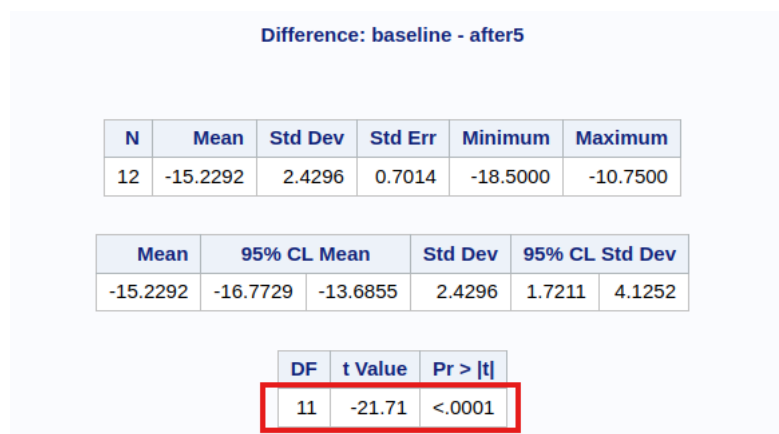 Difference: baseline - after5
N Mean Std Dev Std Err Minimum Maximum
12 -15.2292 2.4296 0.7014 -18.5000 -10.7500
Mean 95% CL Mean Std Dev 95% CL Std Dev
-15.2292 -16.7729 -13.6855 2.4296 1.7211 4.1252
DF t Value Pr > |t|
11 -21.71 <.0001